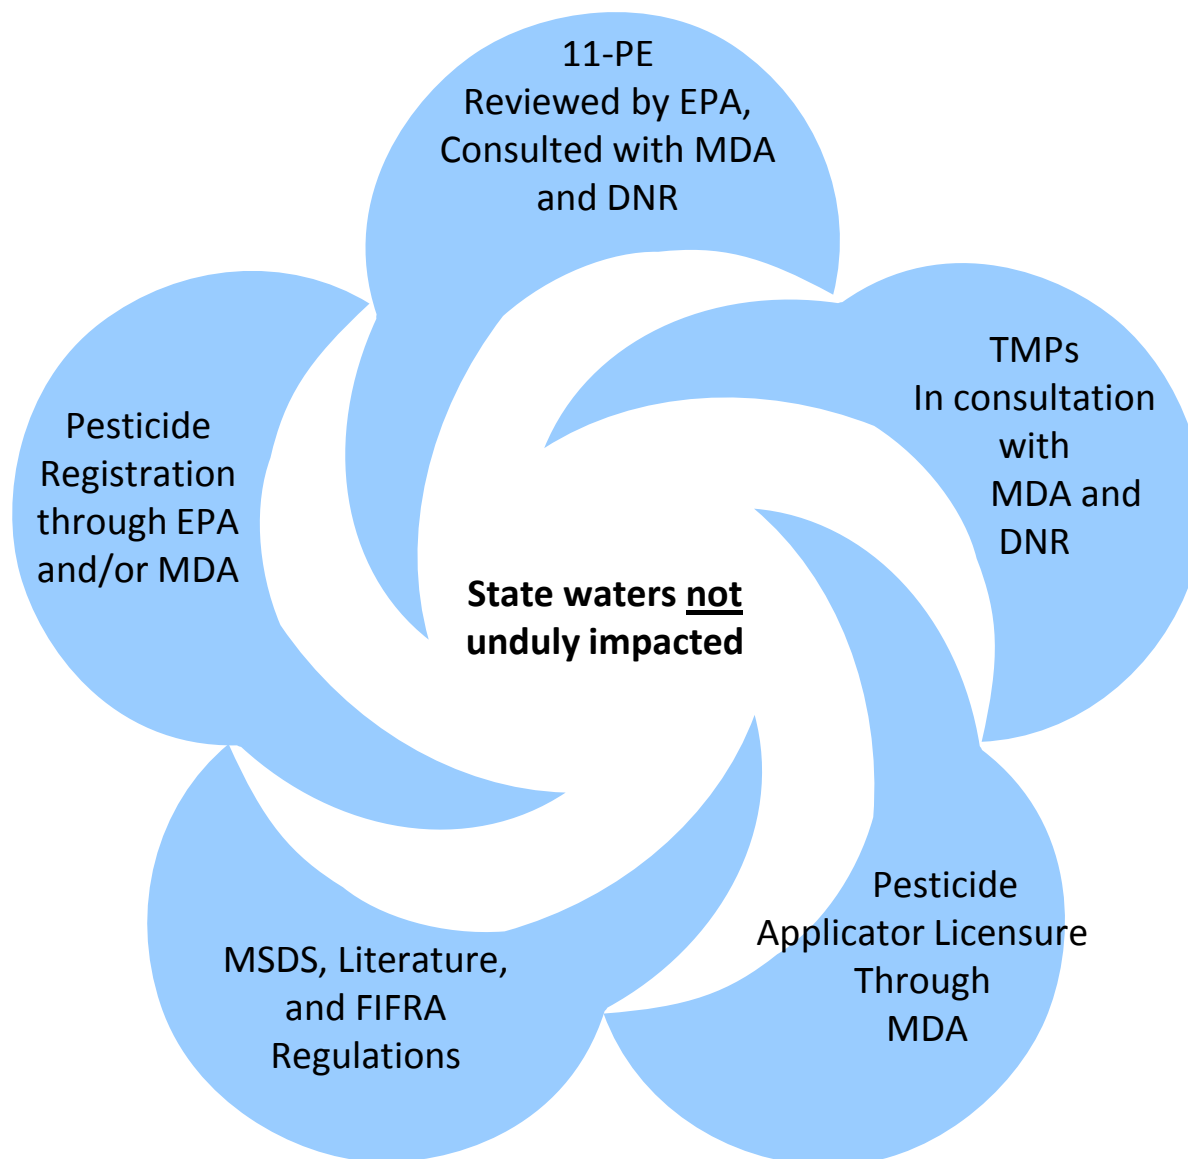 11-PE
Reviewed by EPA,
Consulted with MDA
and DNR
TMPs
In consultation
with
MDA and
DNR
Pesticide
Registration
through EPA
and/or MDA
State waters not
unduly impacted
Pesticide
Applicator Licensure
Through
MDA
MSDS, Literature,
and FIFRA
Regulations